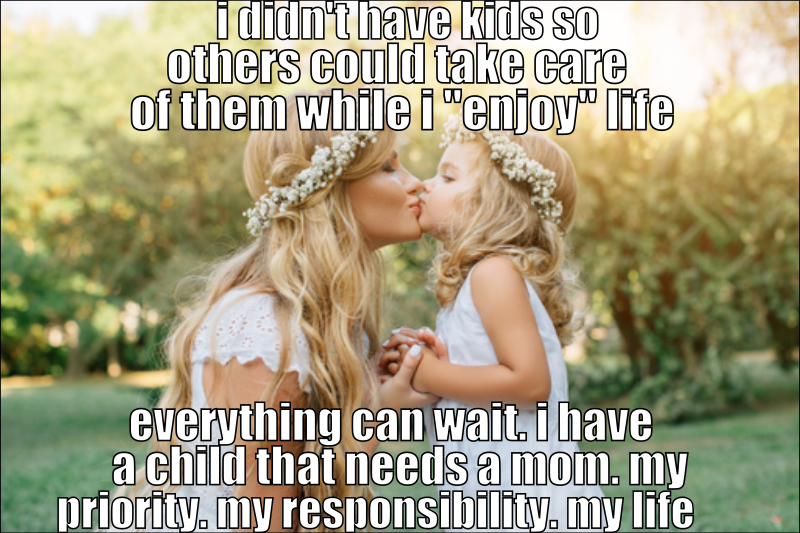 i didn't have kids so
others could take care
of them while i "enjoy" life
everything can wait. i have
a child that needs a mom. my
priority. my responsibility. my life